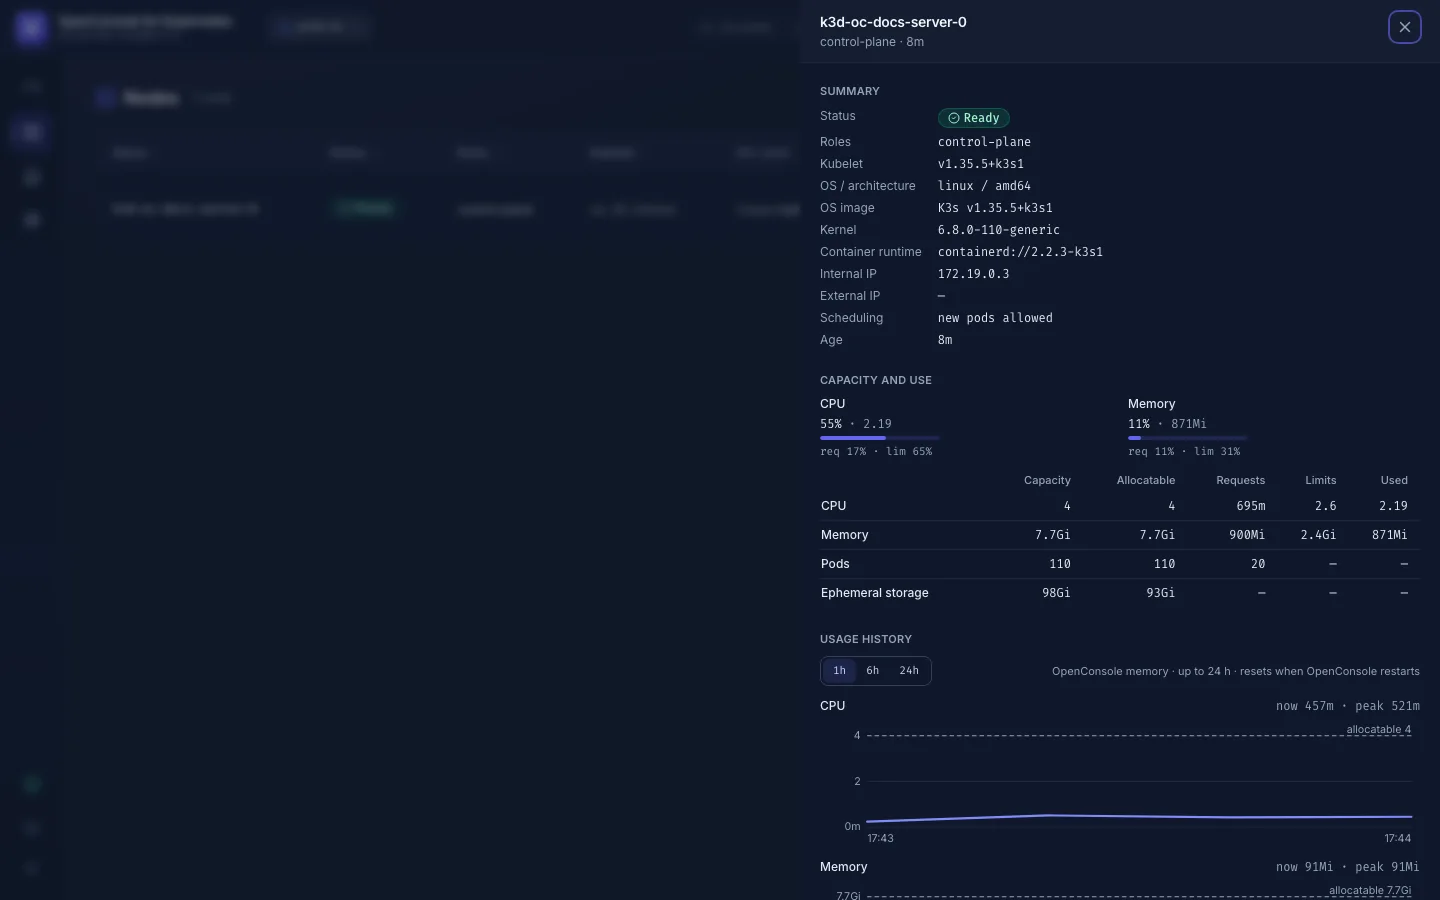 k3d-oc-docs-server-0
control-plane · 8m
SUMMARY
Status Ready
Roles control-plane
Kubelet v1.35.5+k3s1
OS / architecture linux / amd64
OS image K3s v1.35.5+k3s1
Kernel 6.8.0-110-generic
Container runtime containerd://2.2.3-k3s1
Internal IP 172.19.0.3
External IP —
Scheduling new pods allowed
Age 8m
CAPACITY AND USE
CPU Memory
55% · 2.19 11% · 871Mi
req 17% · lim 65% req 11% · lim 31%
Capacity Allocatable Requests Limits Used
CPU 4 4 695m 2.6 2.19
Memory 7.7Gi 7.7Gi 900Mi 2.4Gi 871Mi
Pods 110 110 20 — —
Ephemeral storage 98Gi 93Gi — — —
USAGE HISTORY
1h 6h 24h OpenConsole memory · up to 24 h · resets when OpenConsole restarts
CPU now 457m · peak 521m
allocatable 4
4
2
0m
17:43 17:44
Memory now 91Mi · peak 91Mi
allocatable 7.7Gi
7.7Gi